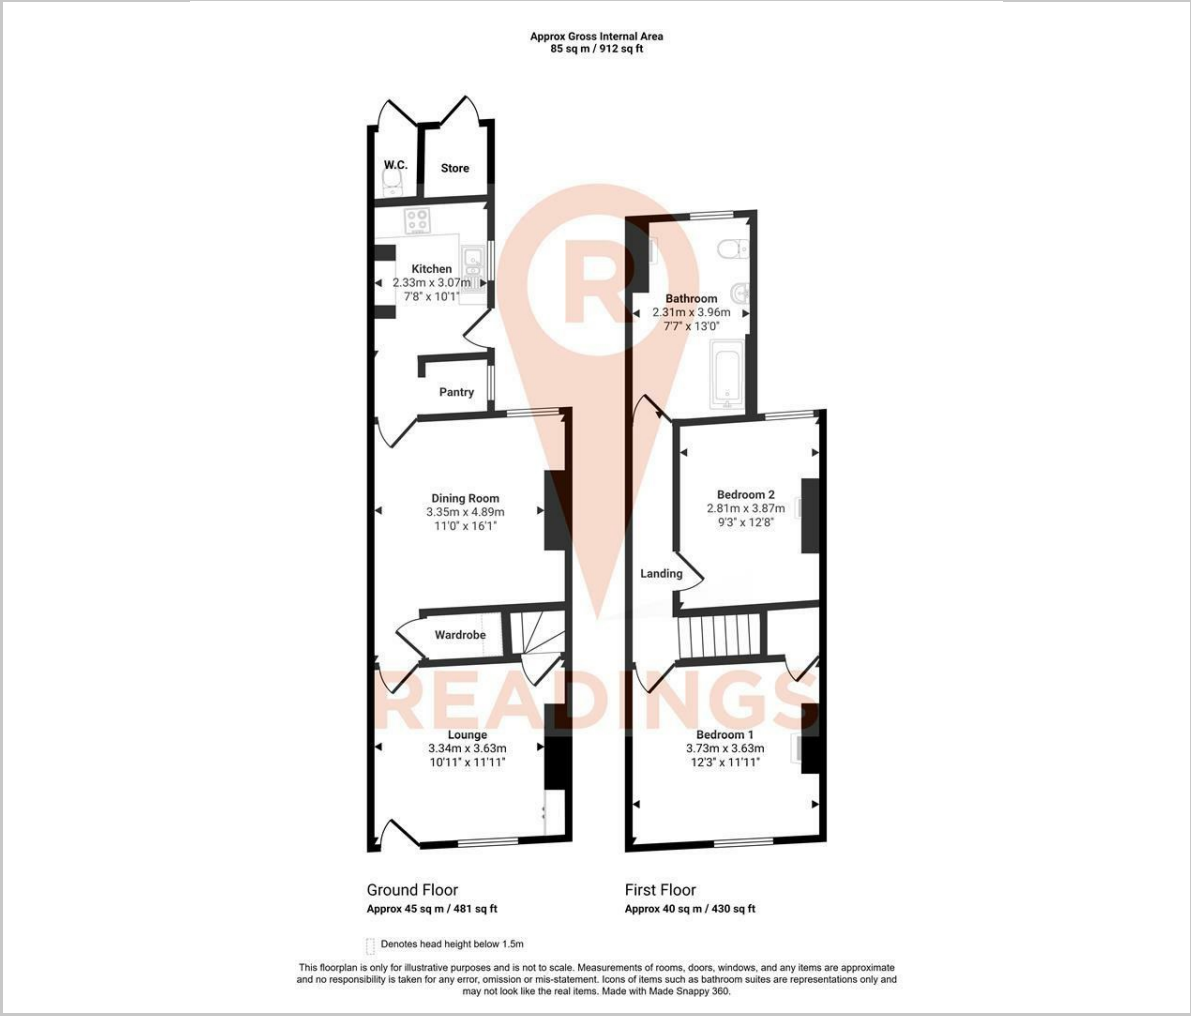 Approx Gross Internal Area
85 sq m / 912 sq ft
W.C.
Store
Kitchen
2.33m x 3.07m
7'8" x 10'1"
Pantry
Dining Room
3.35m x 4.89m
11'0" x 16'1"
Wardrobe
Lounge
3.34m x 3.63m
10'11" x 11'11"
R
Bathroom
2.31m x 3.96m
7'7" x 13'0"
Bedroom 2
2.81m x 3.87m
9'3" x 12'8"
Landing
READINGS
Bedroom 1
3.73m x 3.63m
12'3" x 11'11"
Ground Floor
Approx 45 sq m / 481 sq ft
First Floor
Approx 40 sq m / 430 sq ft
Denotes head height below 1.5m
This floorplan is only for illustrative purposes and is not to scale. Measurements of rooms, doors, windows, and any items are approximate
and no responsibility is taken for any error, omission or mis-statement. Icons of items such as bathroom suites are representations only and
may not look like the real items. Made with Made Snappy 360.